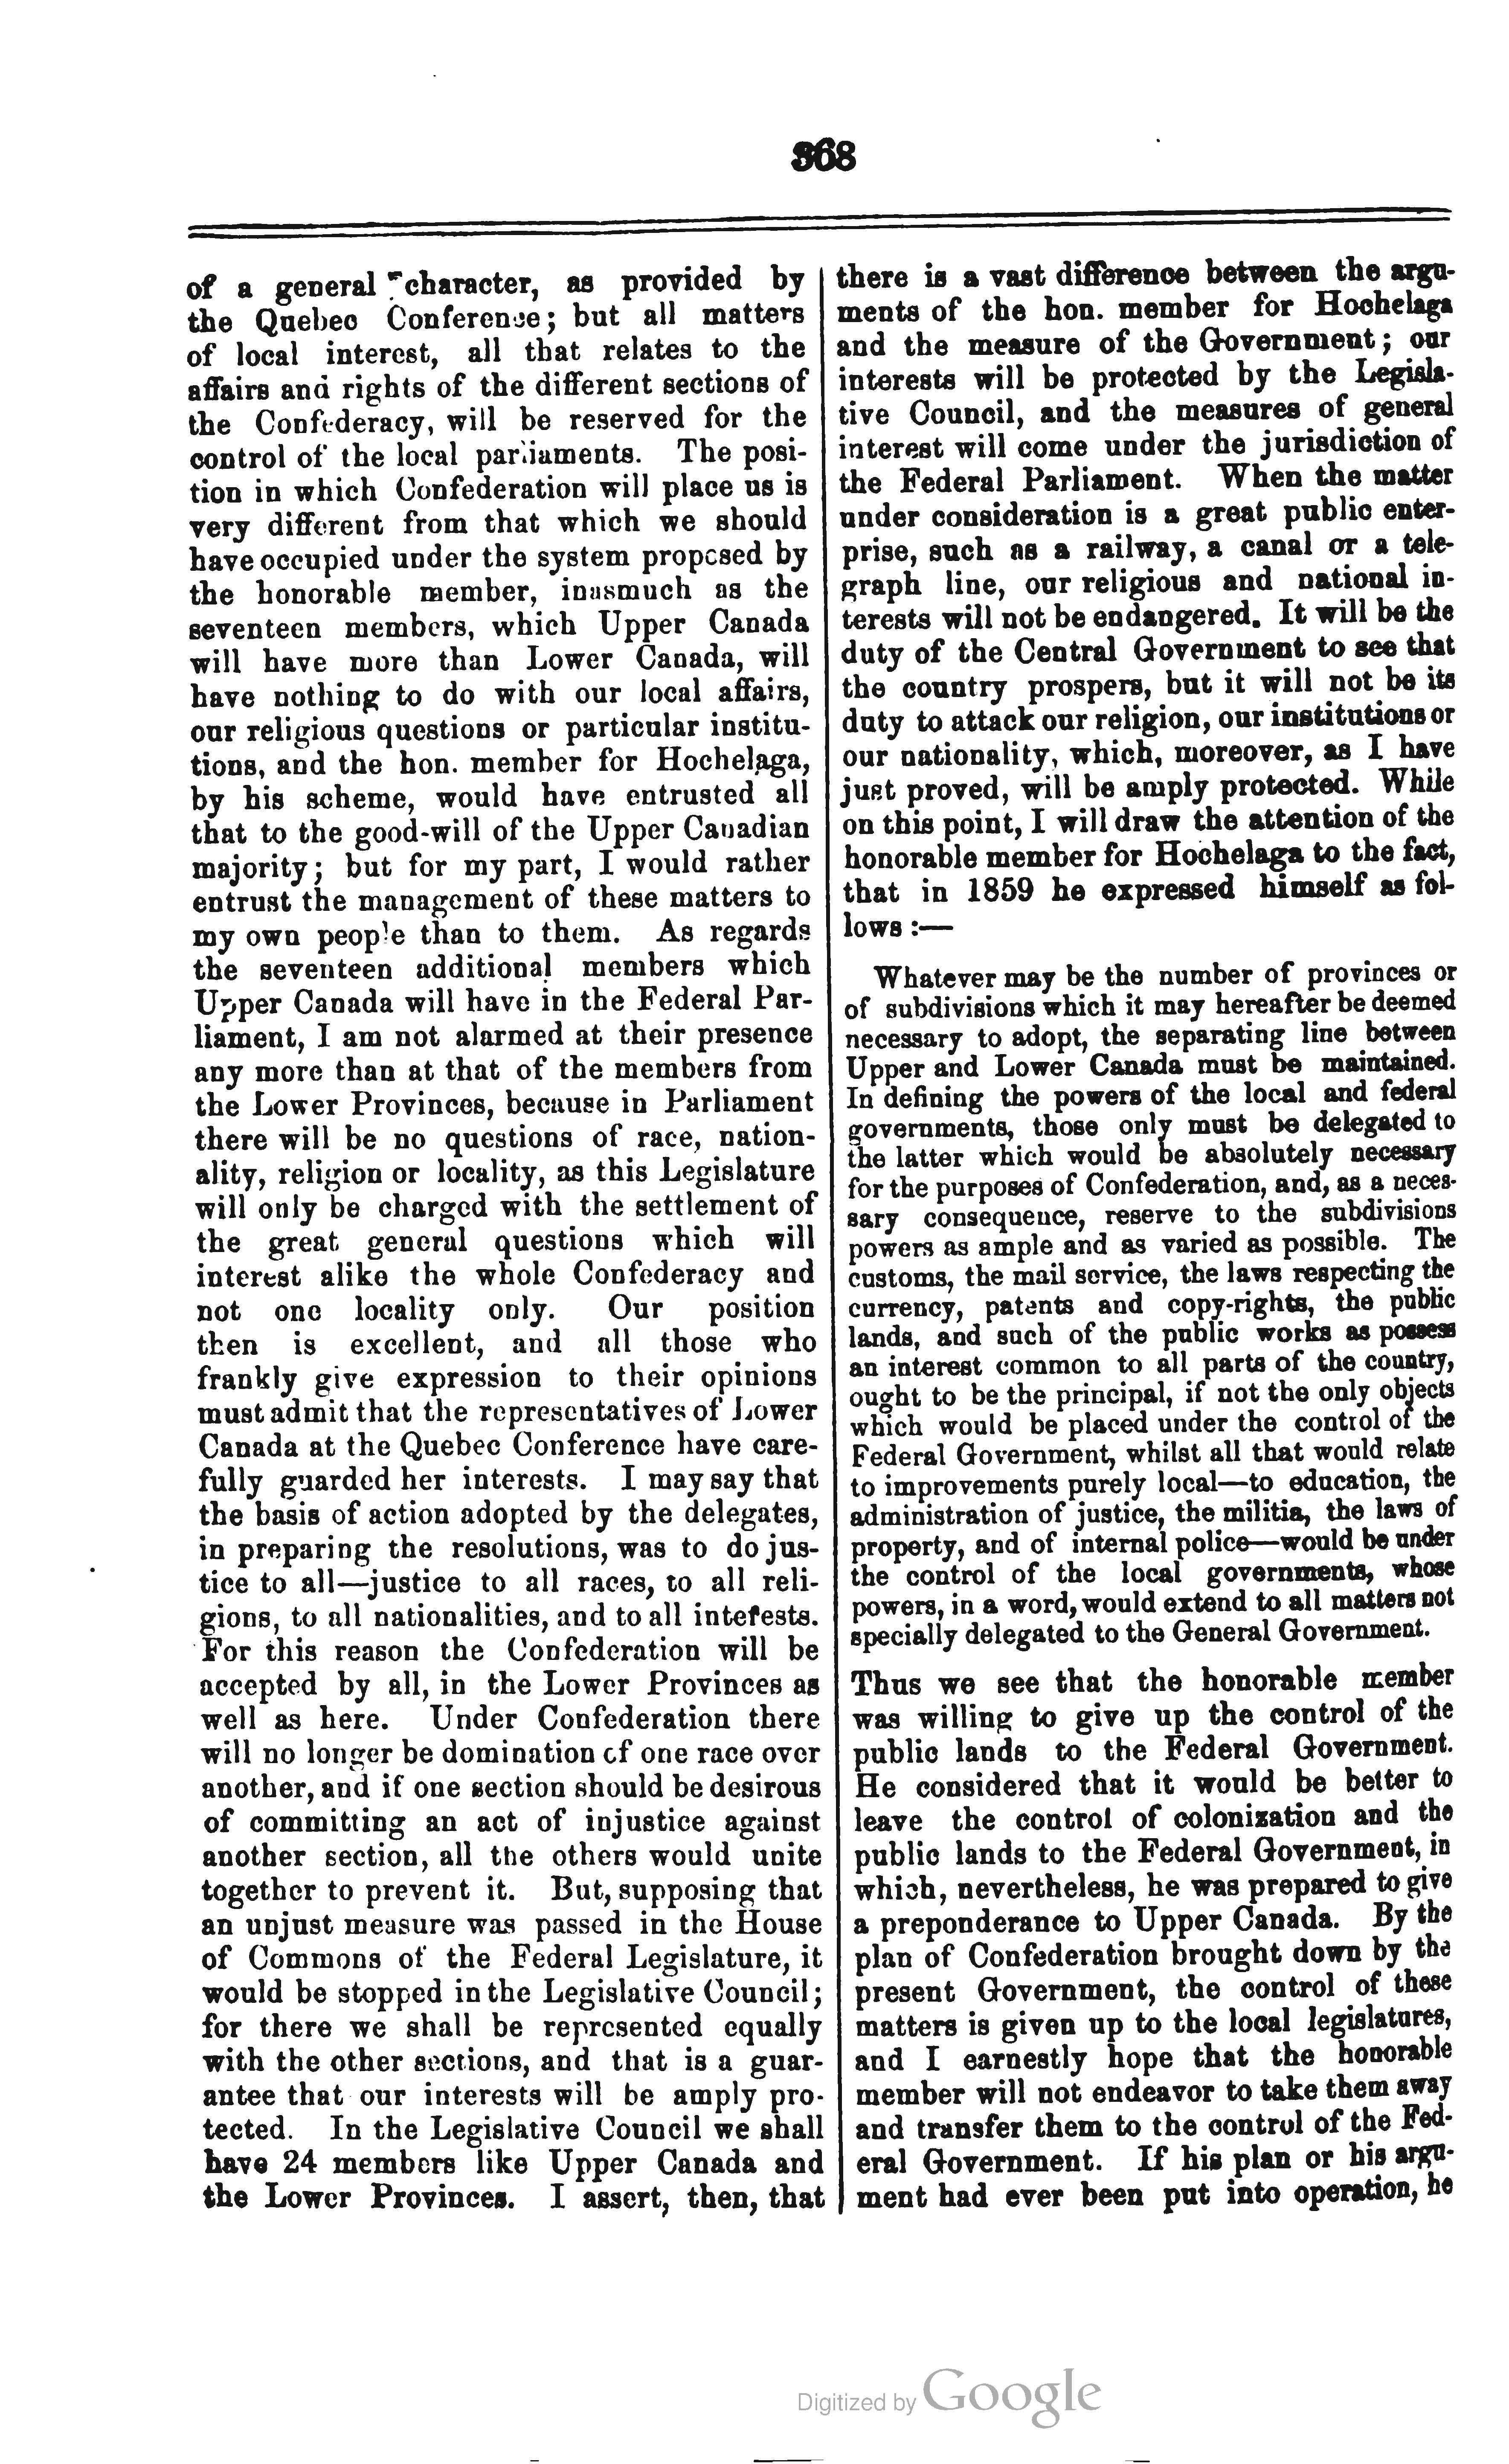 368
of a general character, as provided by
the Quebec Conference; but all matters
of local interest, all that relates to the
affairs and rights of the different sections of
the Confederacy, will be reserved for the
control of the local parliaments. The posi-
tion in which Confederation will place us is
very different from that which we should
have occupied under the system proposed by
the honorable member, inasmuch as the
seventeen members, which Upper Canada
will have more than Lower Canada, will
have nothing to do with our local affairs,
our religious questions or particular institu-
tions, and the hon. member for Hochelaga,
by his scheme, would have entrusted all
that to the good-will of the Upper Canadian
majority; but for my part, I would rather
entrust the management of these matters to
my own people than to them. As regards
the seventeen additional members which
Upper Canada will have in the Federal Par-
liament, I am not alarmed at their presence
any more than at that of the members from
the Lower Provinces, because in Parliament
there will be no questions of race, nation-
ality, religion or locality, as this Legislature
will only be charged with the settlement of
the great general questions which will
interest alike the whole Confederacy and
not one locality only. Our position
then is excellent, and all those who
frankly give expression to their opinions
must admit that the representatives of Lower
Canada at the Quebec Conference have care-
fully guarded her interests. I may say that
the basis of action adopted by the delegates,
in preparing the resolutions, was to do jus-
tice to all—justice to all races, to all reli-
gions, to all nationalities, and to all interests.
For this reason the Confederation will be
accepted by all, in the Lower Provinces as
well as here. Under Confederation there
will no longer be domination of one race over
another, and if one section should be desirous
of committing an act of injustice against
another section, all the others would unite
together to prevent it. But, supposing that
an unjust measure was passed in the House
of Commons of the Federal Legislature, it
would be stopped in the Legislative Council;
for there we shall be represented equally
with the other sections, and that is a guar-
antee that our interests will be amply pro-
tected. In the Legislative Council we shall
have 24 members like Upper Canada and
the Lower Provinces. I assert, then, that
there is a vast difference between the argu-
ments of the hon. member for Hochelaga
and the measure of the Government; our
interests will be protected by the Legisla-
tive Council, and the measures of general
interest will come under the jurisdiction of
the Federal Parliament. When the matter
under consideration is a great public enter-
prise, such as a railway, a canal or a tele-
graph line, our religious and national in-
terests will not be endangered. It will be the
duty of the Central Government to see that
the country prospers, but it will not be its
duty to attack our religion, our institutions or
our nationality, which, moreover, as I have
just proved, will be amply protected. While
on this point, I will draw the attention of the
honorable member for Hochelaga to the fact,
that in 1859 he expressed himself as fol-
lows :—
Whatever may be the number of provinces or
of subdivisions which it may hereafter be deemed
necessary to adopt, the separating line between
Upper and Lower Canada must be maintained.
In defining the powers of the local and federal
governments, those only must be delegated to
the latter which would be absolutely necessary
for the purposes of Confederation, and, as a neces-
sary consequence, reserve to the subdivisions
powers as ample and as varied as possible. The
customs, the mail service, the laws respecting the
currency, patents and copy-rights, the public
lands, and such of the public works as possess
an interest common to all parts of the country,
ought to be the principal, if not the only objects
which would be placed under the control of the
Federal Government, whilst all that would relate
to improvements purely local—to education, the
administration of justice, the militia, the laws of
property, and of internal police—would be under
the control of the local governments, whose
powers, in a word, would extend to all matters not
specially delegated to the General Government.
Thus we see that the honorable member
was willing to give up the control of the
public lands to the Federal Government.
He considered that it would be better to
leave the control of colonization and the
public lands to the Federal Government, in
which, nevertheless, he was prepared to give
a preponderance to Upper Canada. By the
plan of Confederation brought down by the
present Government, the control of these
matters is given up to the local legislatures,
and I earnestly hope that the honorable
member will not endeavor to take them away
and transfer them to the control of the Fed-
eral Government. If his plan or his argu-
ment had ever been put into operation, he
Digitized by Google